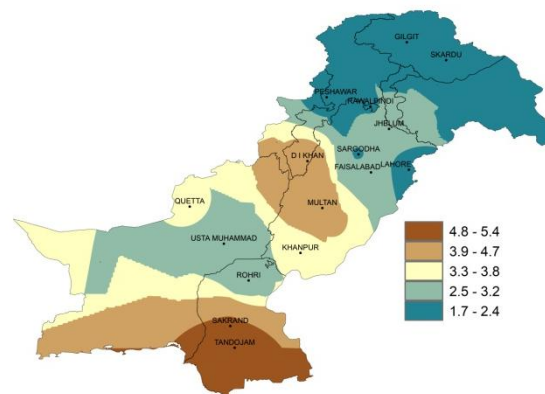 GILGIT
SKARDU
PESHAWAR
RAWALPINDI
JHELUM
SARGODHA
D I KHAN
FAISALABAD
LAHORE
QUETTA
MULTAN
USTA MUHAMMAD
KHANPUR
ROHRI
SAKRAND
TANDOJAM
4.8 - 5.4
3.9 - 4.7
3.3 - 3.8
2.5 - 3.2
1.7 - 2.4